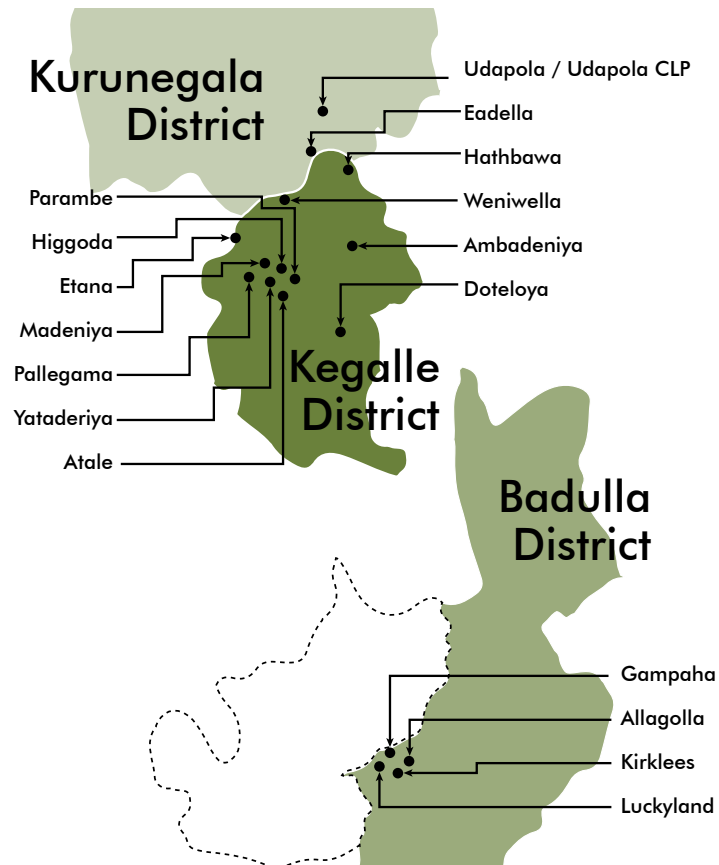 Kurunegala
District
Udapola / Udapola CLP
Eadella
Hathbawa
Weniwella
Ambadeniya
Doteloya
Parambe
Higgoda
Etana
Madeniya
Pallegama
Yataderiya
Atale
Kegalle
District
Badulla
District
Gampaha
Allagolla
Kirklees
Luckyland